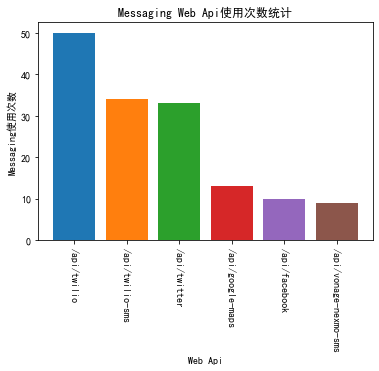 Messaging Web Api使用次数统计
Messaging使用次数
50
40
30
20
10
0
/api/twilio
/api/twilio-sms
/api/twitter
/api/google-maps
/api/facebook
/api/vonage-nexmo-sms
Web Api